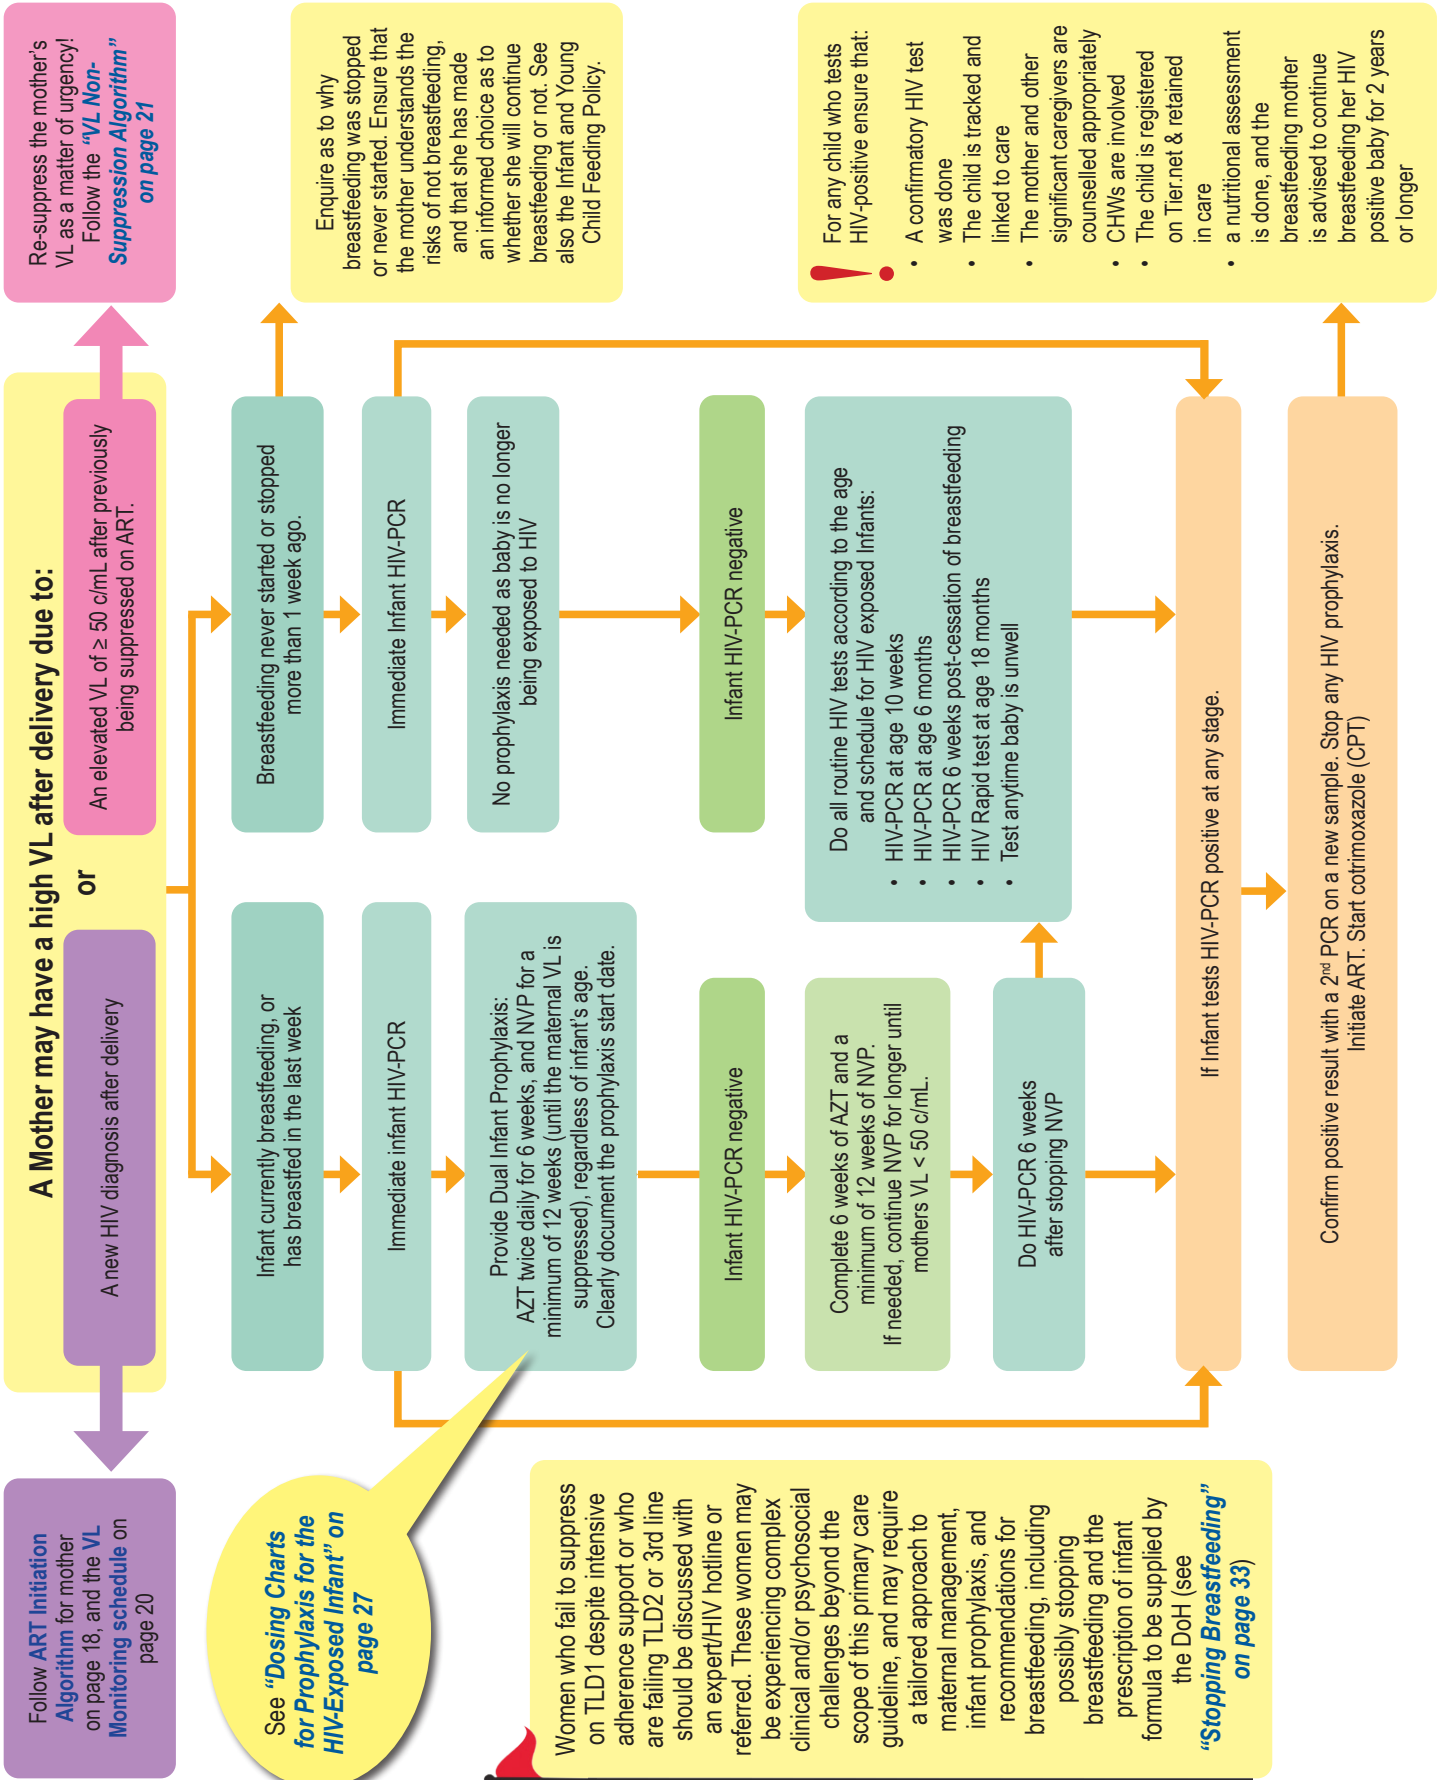 A Mother may have a high VL after delivery due to:
Follow ART Initiation
Algorithm for mother
on page 18, and the VL
Monitoring schedule on
page 20
A new HIV diagnosis after delivery
or
An elevated VL of ≥ 50 c/mL after previously
being suppressed on ART.
Re-suppress the mother's
VL as a matter of urgency!
Follow the "VL Non-
Suppression Algorithm"
on page 21
See "Dosing Charts
for Prophylaxis for the
HIV-Exposed Infant" on
page 27
Infant currently breastfeeding, or
has breastfed in the last week
Immediate infant HIV-PCR
Provide Dual Infant Prophylaxis:
AZT twice daily for 6 weeks, and NVP for a
minimum of 12 weeks (until the maternal VL is
suppressed), regardless of infant's age.
Clearly document the prophylaxis start date.
Infant HIV-PCR negative
Complete 6 weeks of AZT and a
minimum of 12 weeks of NVP.
If needed, continue NVP for longer until
mothers VL < 50 c/mL.
Do HIV-PCR 6 weeks
after stopping NVP
Breastfeeding never started or stopped
more than 1 week ago.
Immediate Infant HIV-PCR
No prophylaxis needed as baby is no longer
being exposed to HIV
Infant HIV-PCR negative
Do all routine HIV tests according to the age
and schedule for HIV exposed Infants:
• HIV-PCR at age 10 weeks
• HIV-PCR at age 6 months
• HIV-PCR 6 weeks post-cessation of breastfeeding
• HIV Rapid test at age 18 months
• Test anytime baby is unwell
Enquire as to why
breastfeeding was stopped
or never started. Ensure that
the mother understands the
risks of not breastfeeding,
and that she has made
an informed choice as to
whether she will continue
breastfeeding or not. See
also the Infant and Young
Child Feeding Policy.
Women who fail to suppress
on TLD1 despite intensive
adherence support or who
are failing TLD2 or 3rd line
should be discussed with
an expert/HIV hotline or
referred. These women may
be experiencing complex
clinical and/or psychosocial
challenges beyond the
scope of this primary care
guideline, and may require
a tailored approach to
maternal management,
infant prophylaxis, and
recommendations for
breastfeeding, including
possibly stopping
breastfeeding and the
prescription of infant
formula to be supplied by
the DoH (see
"Stopping Breastfeeding"
on page 33)
If Infant tests HIV-PCR positive at any stage.
Confirm positive result with a 2nd PCR on a new sample. Stop any HIV prophylaxis.
Initiate ART. Start cotrimoxazole (CPT)
For any child who tests
HIV-positive ensure that:
• A confirmatory HIV test
was done
• The child is tracked and
linked to care
• The mother and other
significant caregivers are
counselled appropriately
• CHWs are involved
• The child is registered
on Tier.net & retained
in care
• a nutritional assessment
is done, and the
breastfeeding mother
is advised to continue
breastfeeding her HIV
positive baby for 2 years
or longer